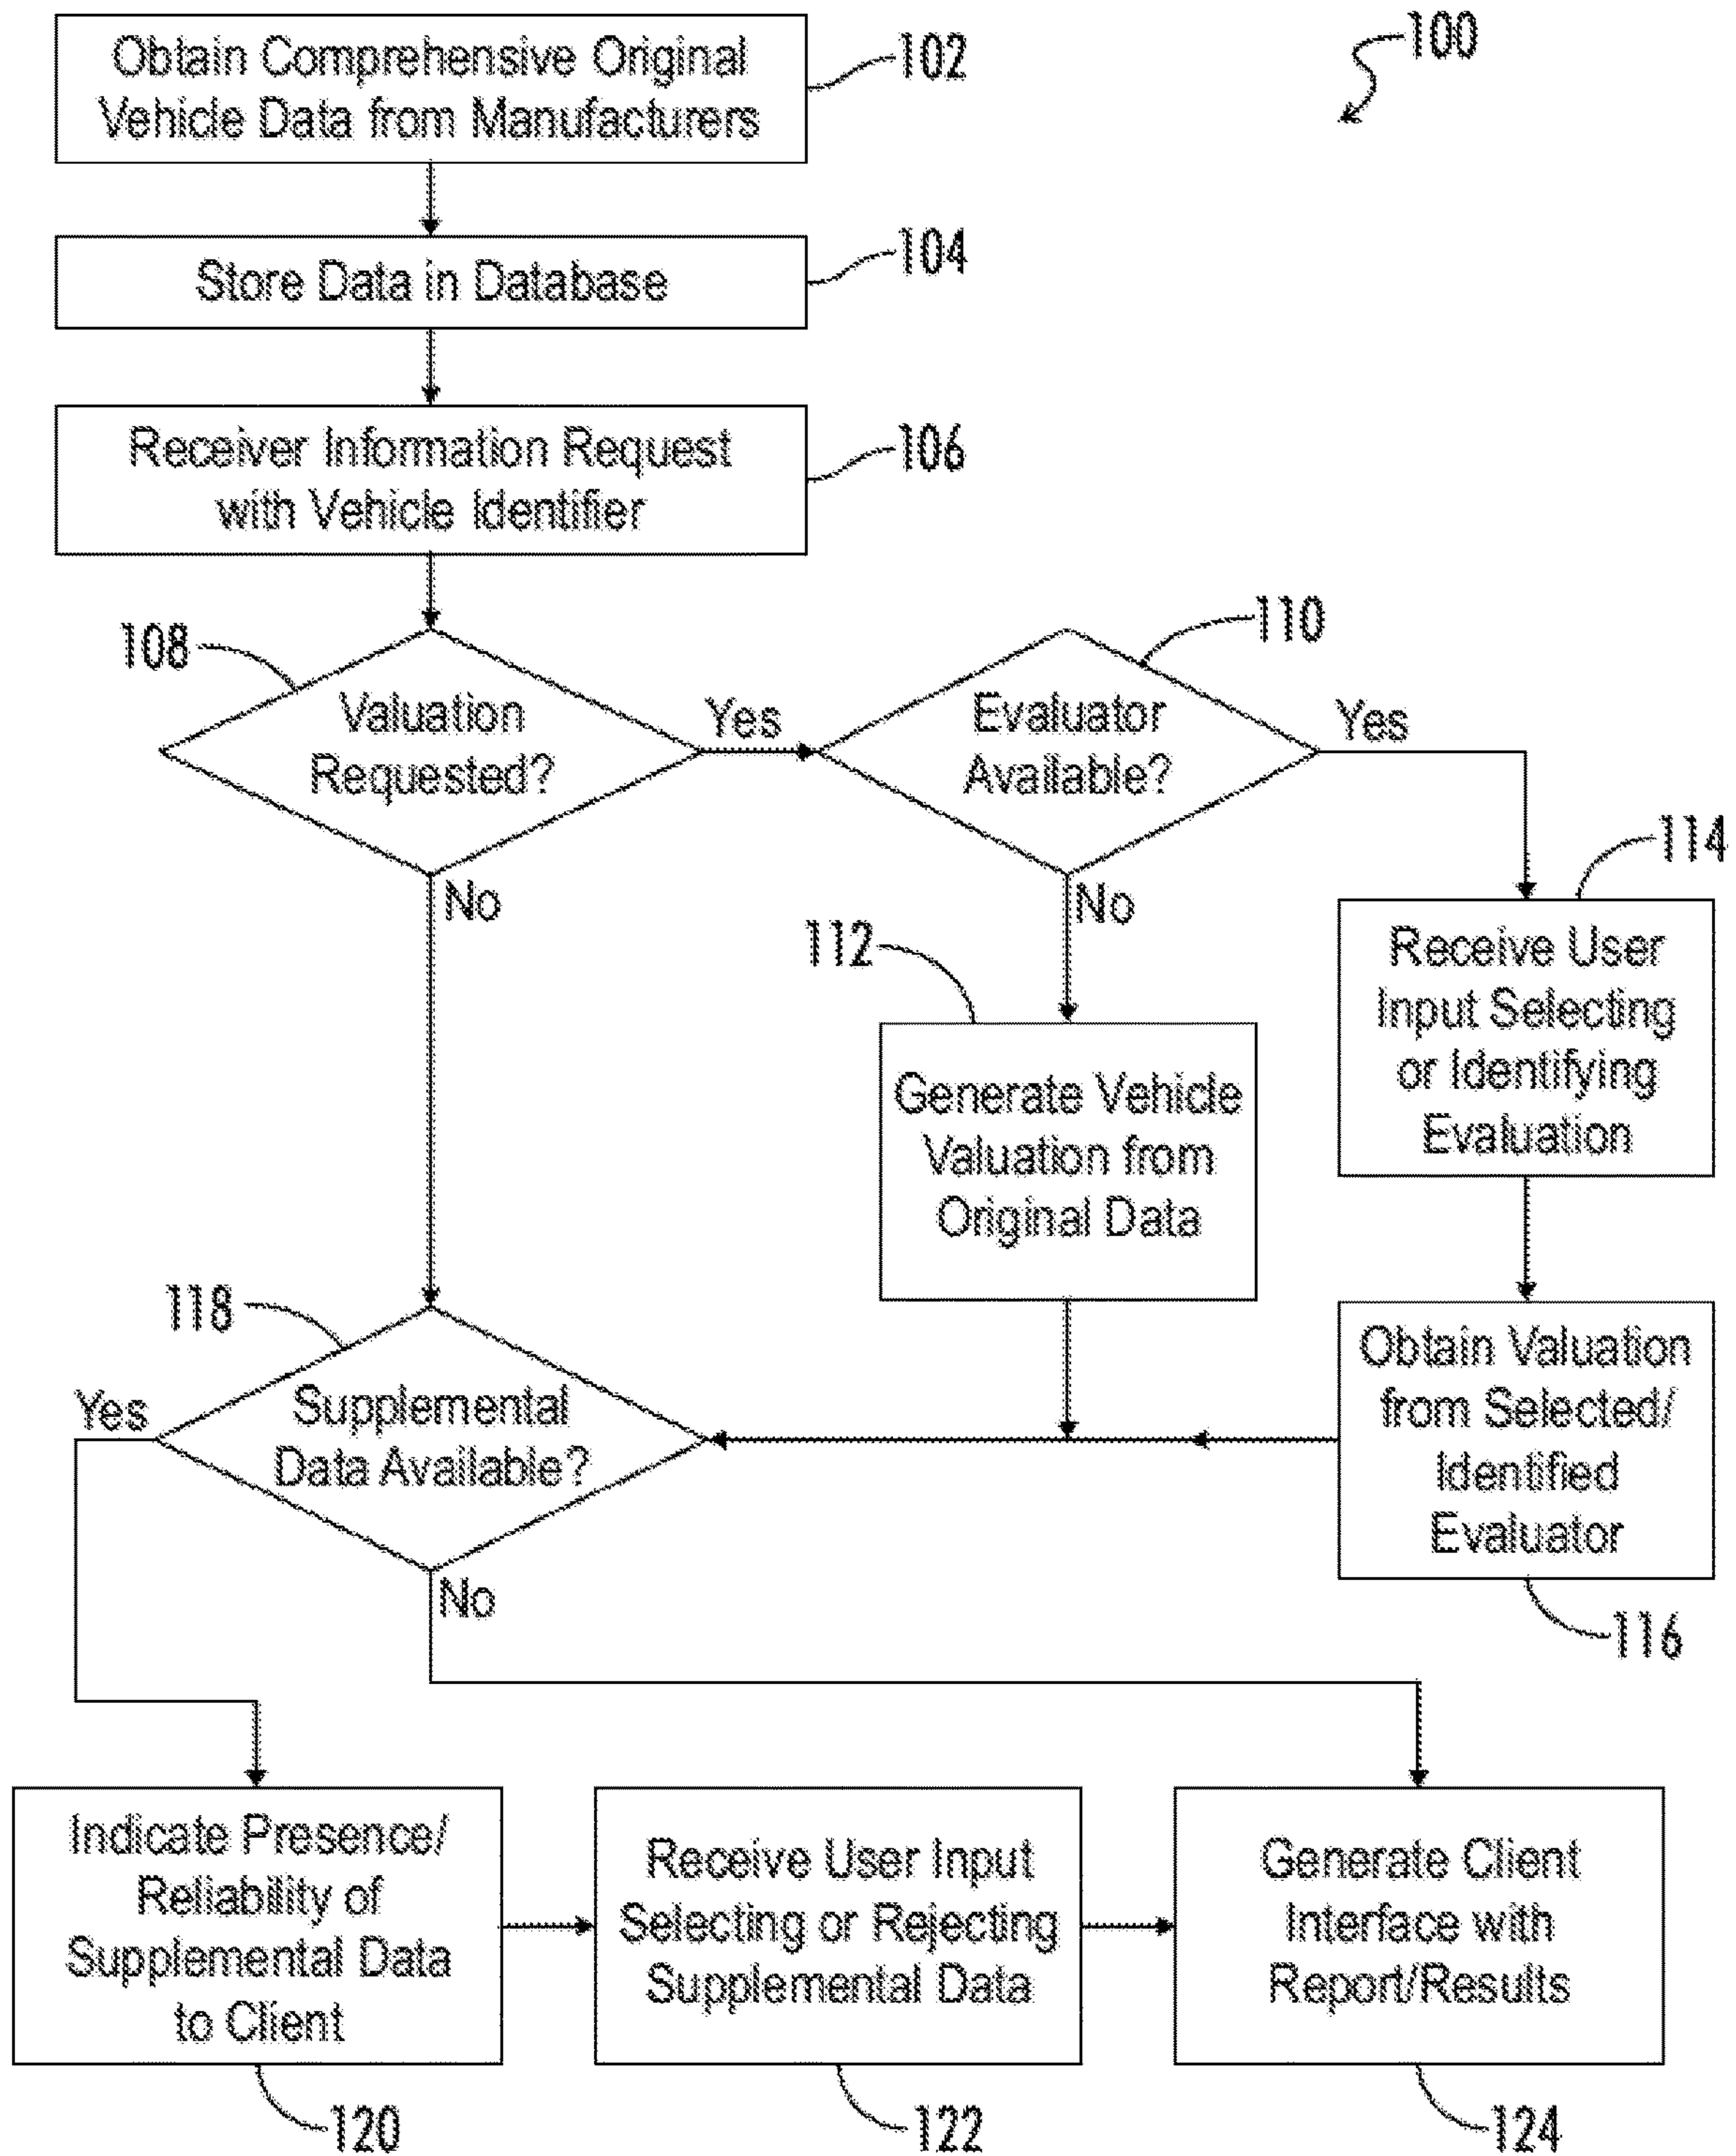 100
Obtain Comprehensive Original
Vehicle Data from Manufacturers
102
Store Data in Database
104
Receiver Information Request
with Vehicle Identifier
106
108
Valuation
Requested?
Yes
No
110
Evaluator
Available?
Yes
No
112
Generate Vehicle
Valuation from
Original Data
114
Receive User
Input Selecting
or Identifying
Evaluation
Obtain Valuation
from Selected/
Identified
Evaluator
116
118
Supplemental
Data Available?
Yes
No
Indicate Presence/
Reliability of
Supplemental Data
to Client
120
Receive User Input
Selecting or Rejecting
Supplemental Data
122
Generate Client
Interface with
Report/Results
124